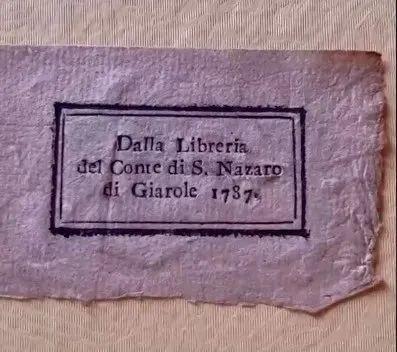 Dalla Libreria
del Conte di S. Nazaro
di Giarole 1787.